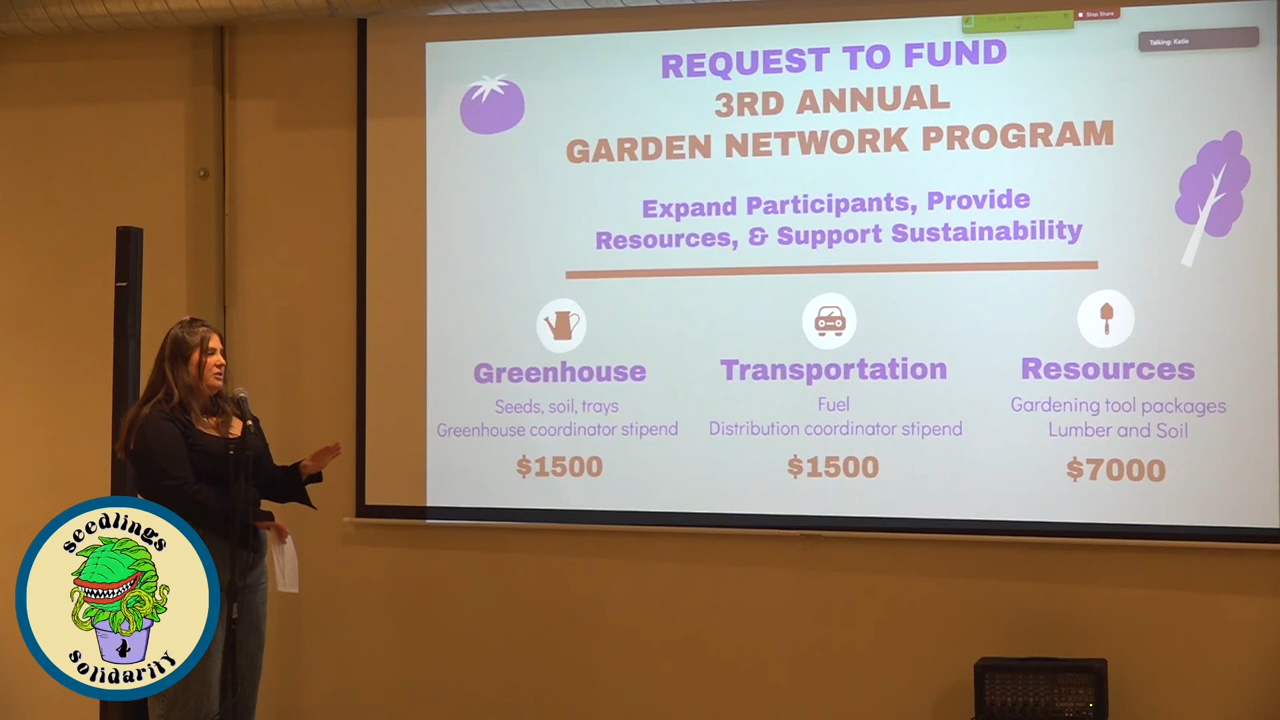 REQUEST TO FUND
3RD ANNUAL
GARDEN NETWORK PROGRAM
Expand Participants, Provide
Resources, & Support Sustainability
Greenhouse
Seeds, soil, trays
Greenhouse coordinator stipend
$1500
Transportation
Fuel
Distribution coordinator stipend
$1500
Resources
Gardening tool packages
Lumber and Soil
$7000
Stop Share
Talking: Katie
seedlings
solidarity